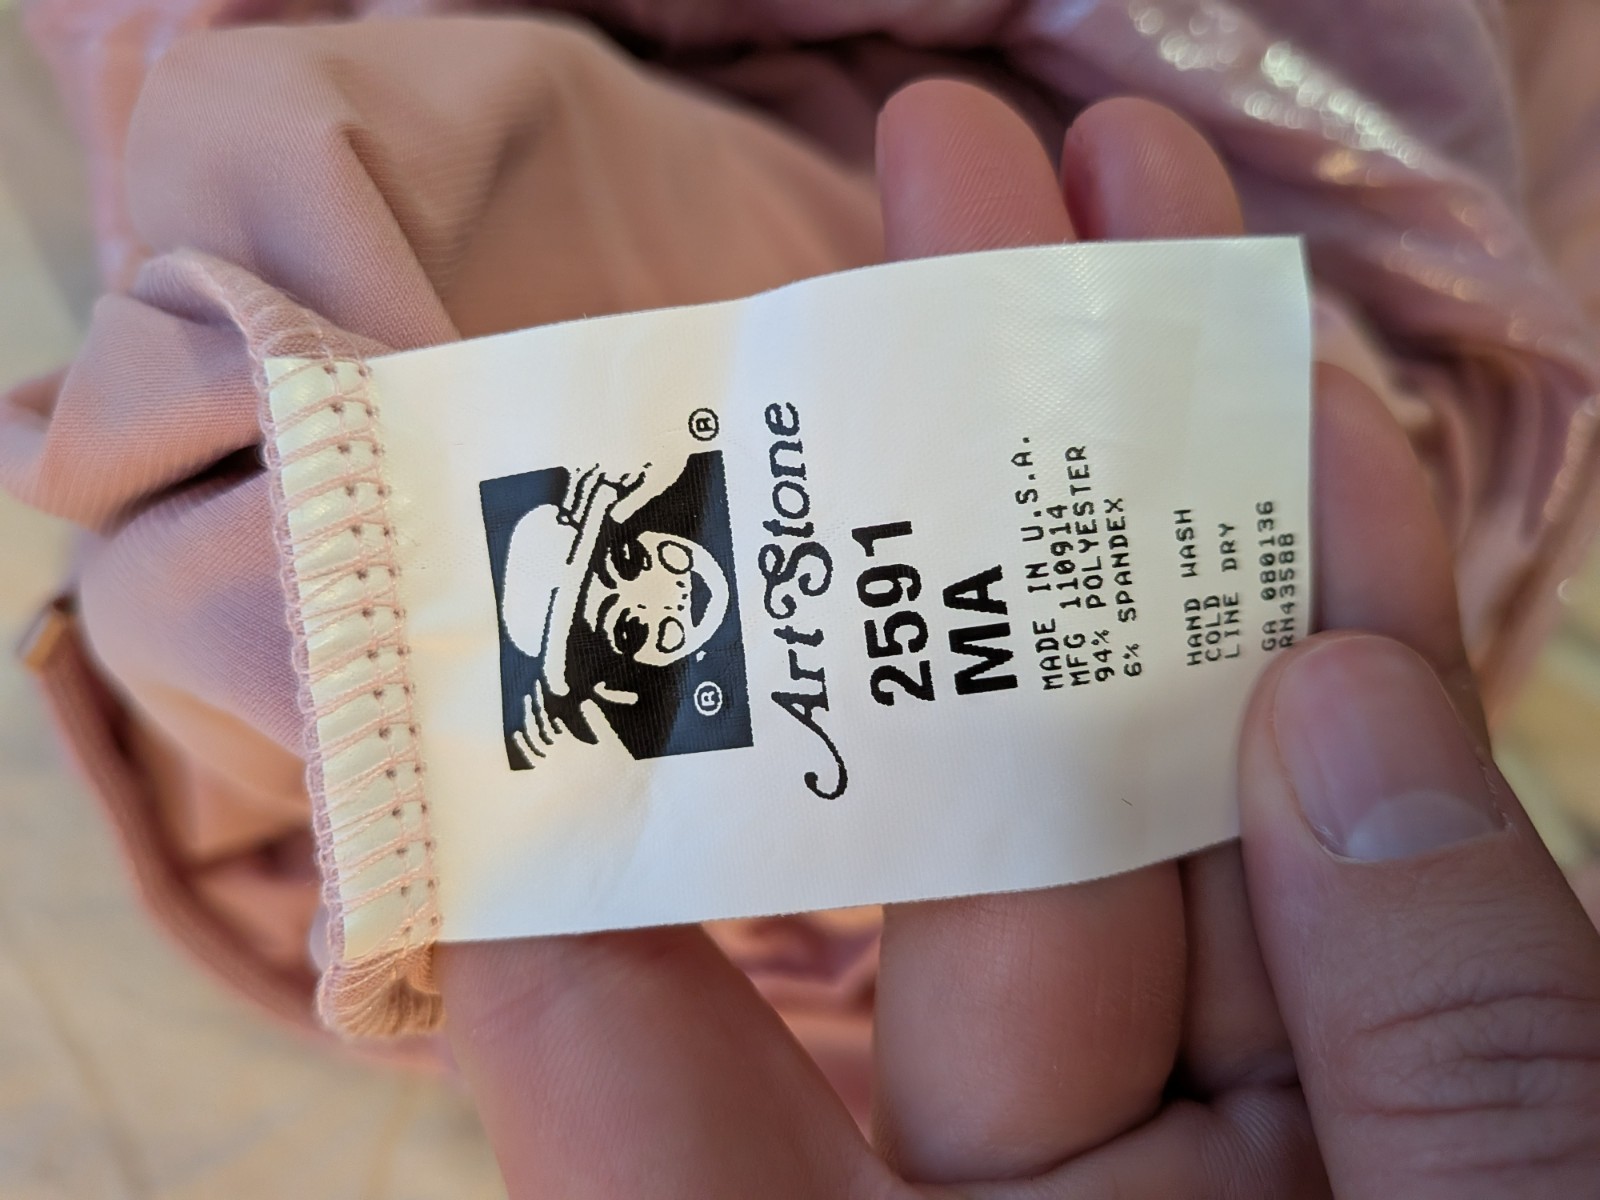 ®
®
Art Stone
2591
MA
MADE IN U.S.A.
MFG 110914
94% POLYESTER
6% SPANDEX
HAND WASH
COLD
LINE DRY
GA 080136
RN43588